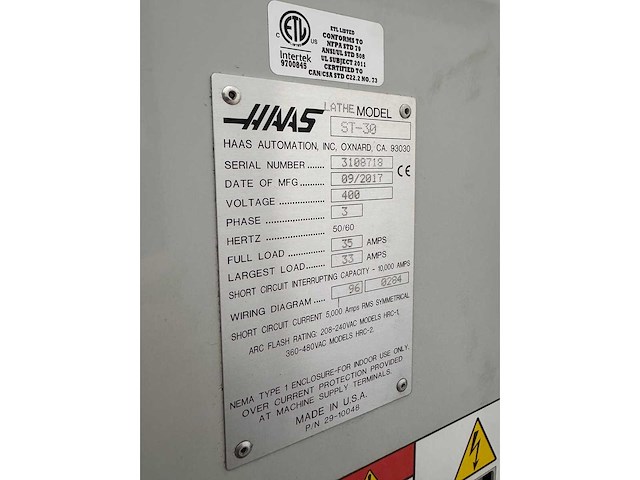 ETL LISTED
CONFORMS TO
NFPA STD 79
ANSI/UL STD 508
UL SUBJECT 2011
CERTIFIED TO
CAN/CSA STD C22.2 NO. 73
C ETL US
Intertek
9700845
HAAS LATHE MODEL
ST-30
HAAS AUTOMATION, INC, OXNARD, CA. 93030
SERIAL NUMBER ........ 3108718 CE
DATE OF MFG ....... 09/2017
VOLTAGE ................ 400
PHASE .................... 3
HERTZ .................... 50/60
FULL LOAD .............. 35 AMPS
LARGEST LOAD......... 33 AMPS
SHORT CIRCUIT INTERRUPTING CAPACITY - 10,000 AMPS
WIRING DIAGRAM ..... 96 0284
SHORT CIRCUIT CURRENT 5,000 Amps RMS SYMMETRICAL
ARC FLASH RATING: 208-240VAC MODELS HRC-1,
360-480VAC MODELS HRC-2.
NEMA TYPE 1 ENCLOSURE-FOR INDOOR USE ONLY.
OVER CURRENT PROTECTION PROVIDED
AT MACHINE SUPPLY TERMINALS.
MADE IN U.S.A.
P/N 29-10048